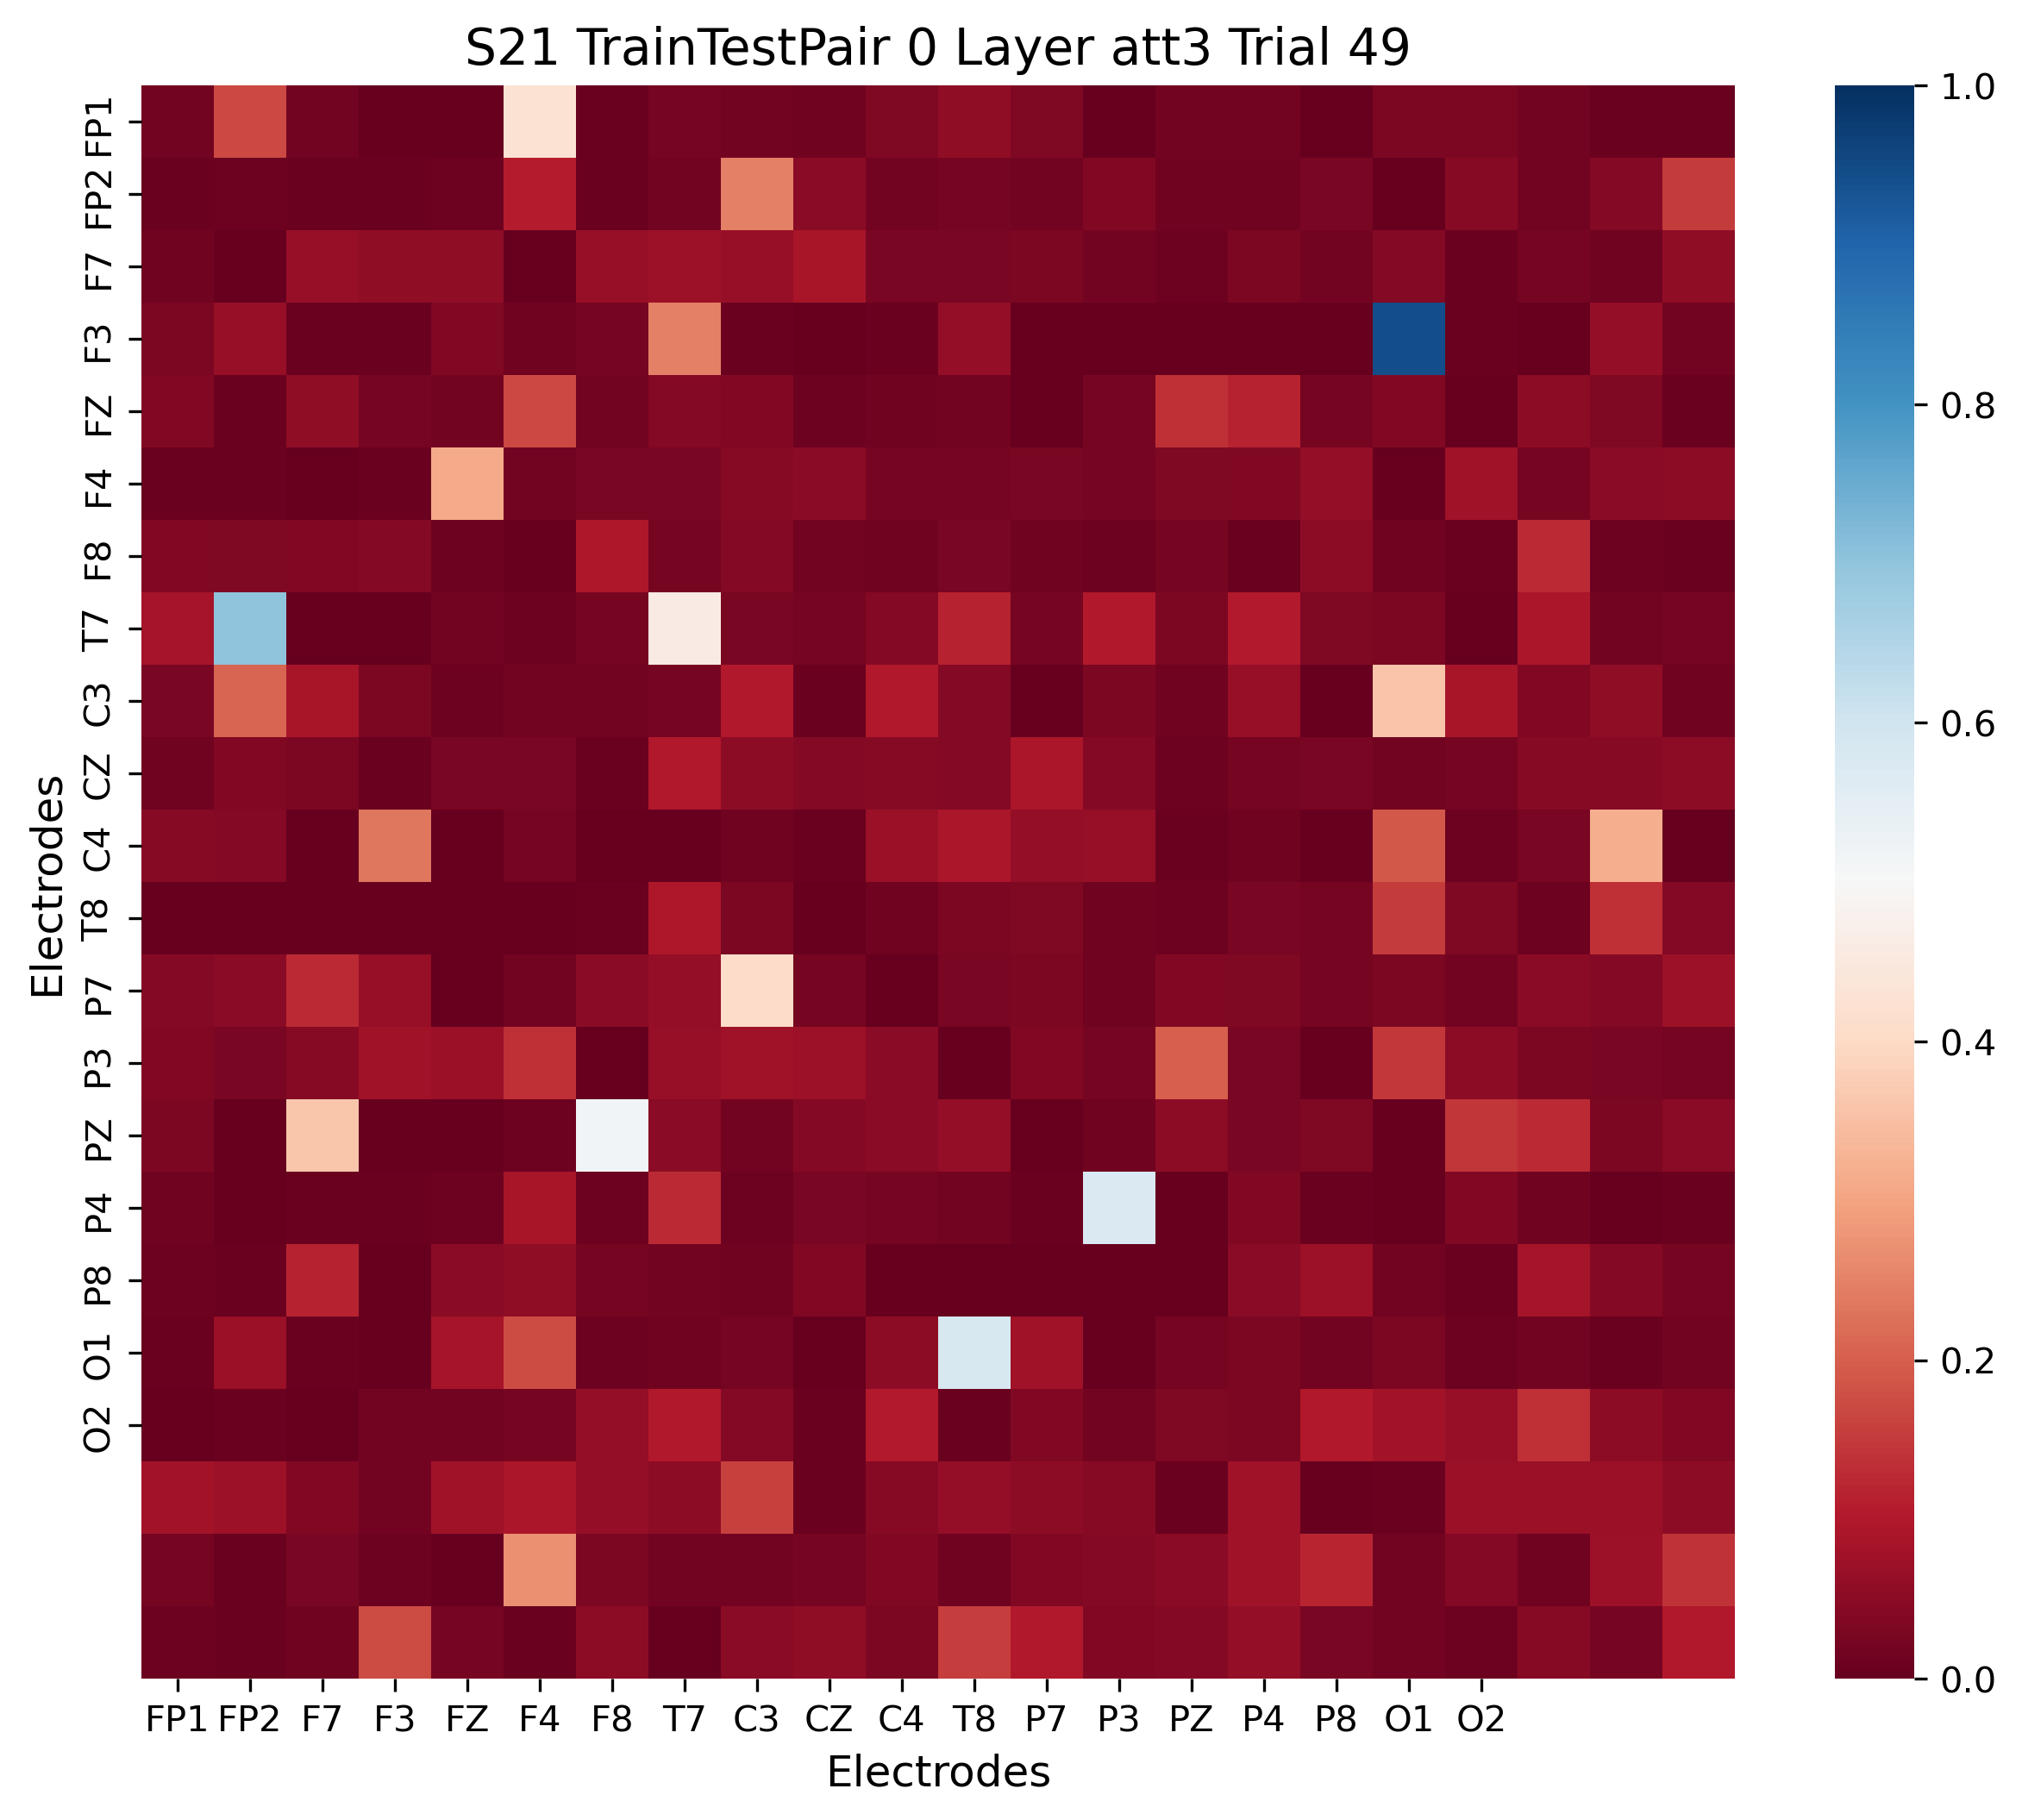 S21 TrainTestPair 0 Layer att3 Trial 49
Electrodes
FP1
FP2
F7
F3
FZ
F4
F8
T7
C3
CZ
C4
T8
P7
P3
PZ
P4
P8
O1
O2
FP1 FP2 F7 F3 FZ F4 F8 T7 C3 CZ C4 T8 P7 P3 PZ P4 P8 O1 O2
Electrodes
1.0
0.8
0.6
0.4
0.2
0.0